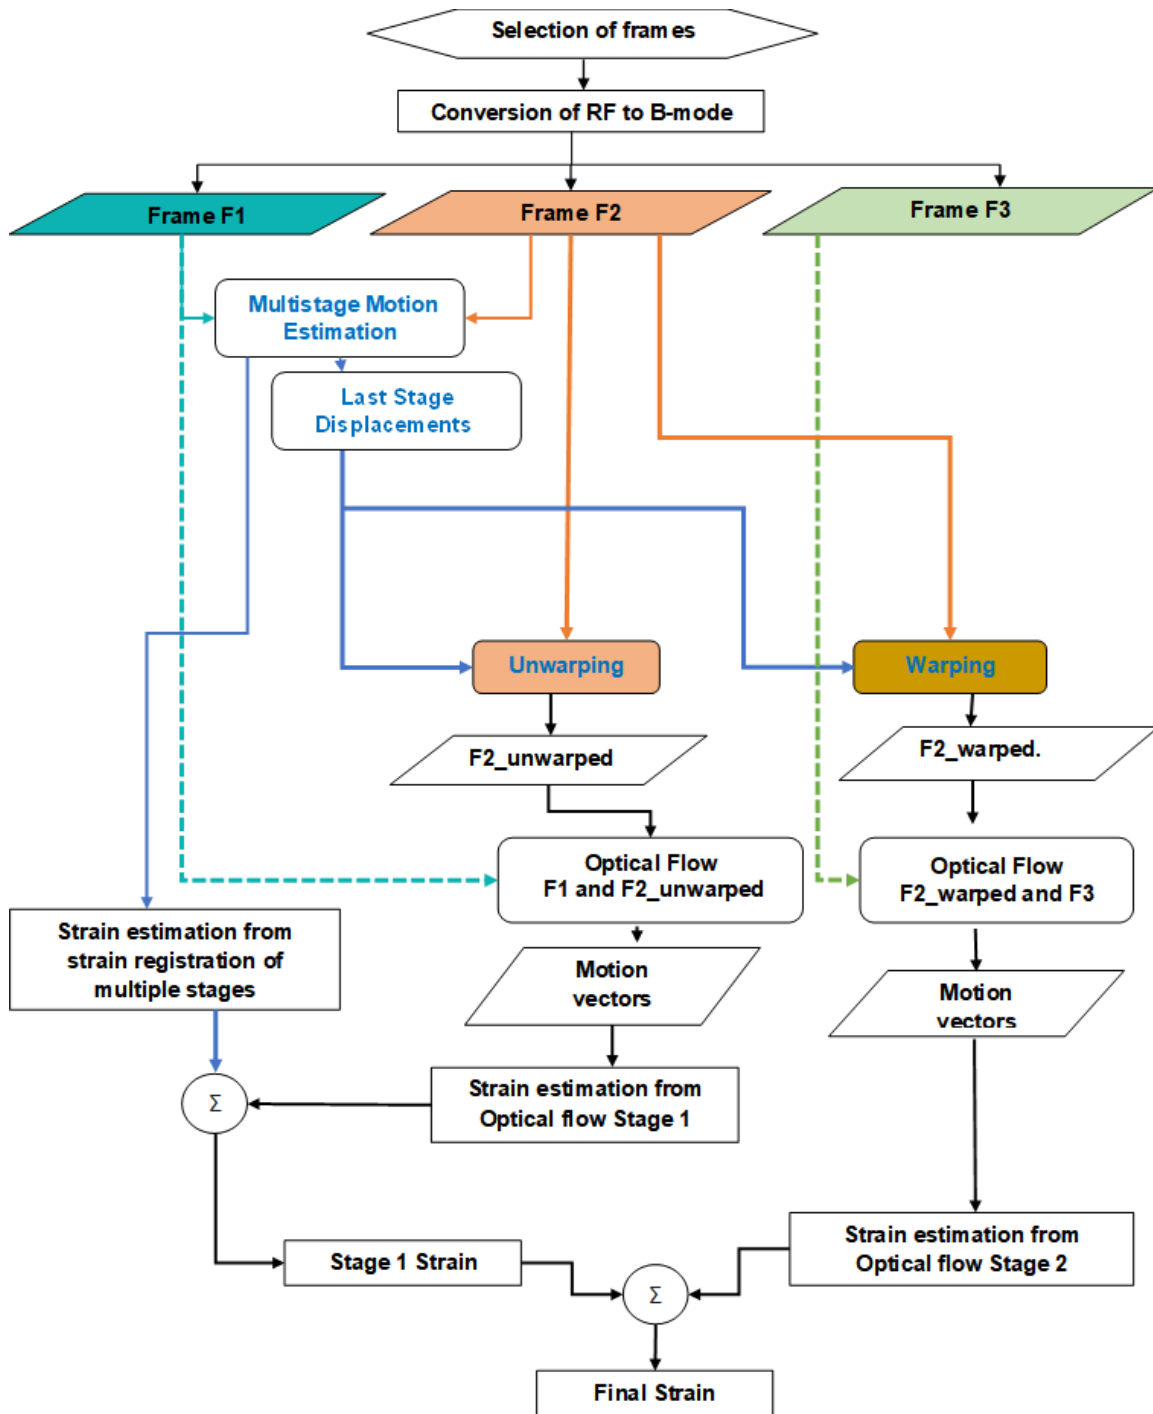 Selection of frames
Conversion of RF to B-mode
Frame F1
Frame F2
Frame F3
Multistage Motion
Estimation
Last Stage
Displacements
Unwarping
Warping
F2_unwarped
F2_warped.
Optical Flow
F1 and F2_unwarped
Optical Flow
F2_warped and F3
Strain estimation from
strain registration of
multiple stages
Motion
vectors
Motion
vectors
Σ
Strain estimation from
Optical flow Stage 1
Strain estimation from
Optical flow Stage 2
Stage 1 Strain
Σ
Final Strain